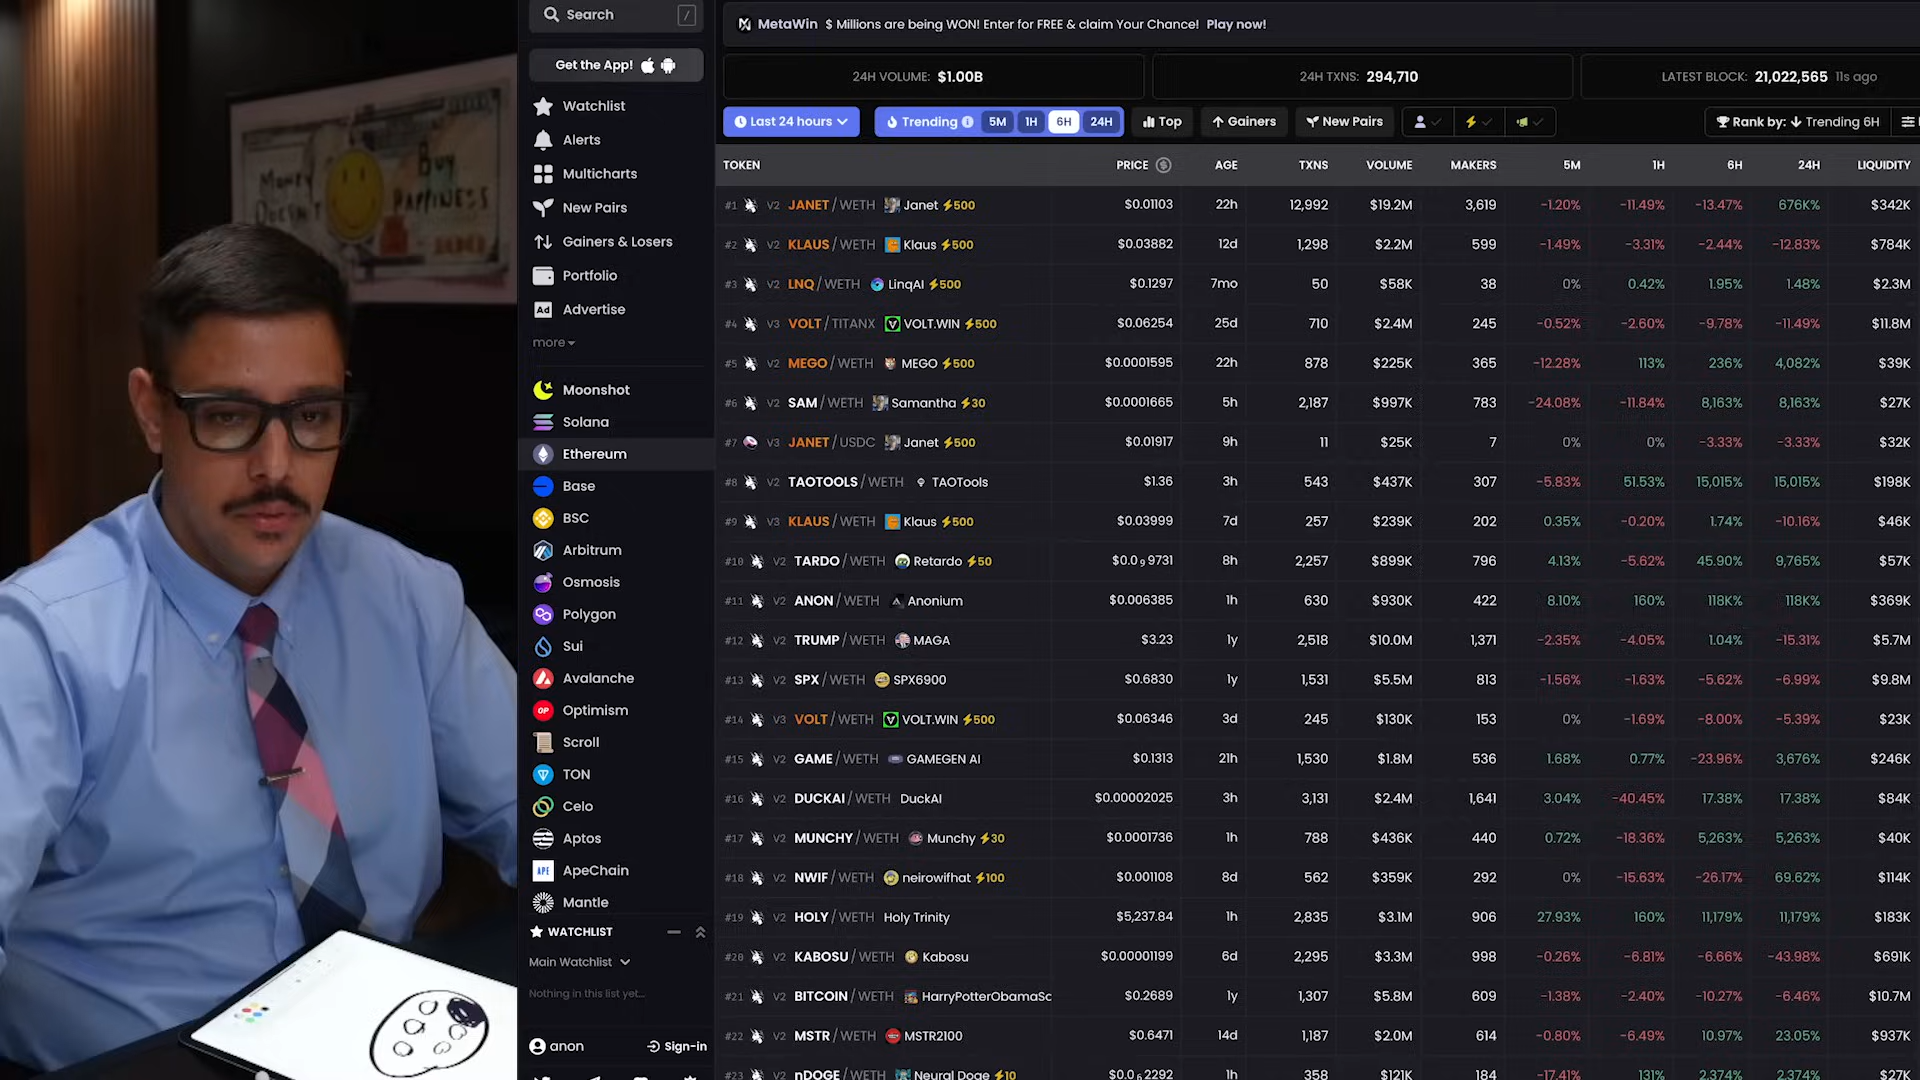 MONEY DOESN'T
BUY HAPPINESS
Search /
Get the App!
Watchlist
Alerts
Multicharts
New Pairs
Gainers & Losers
Portfolio
Ad Advertise
more
Moonshot
Solana
Ethereum
Base
BSC
Arbitrum
Osmosis
Polygon
Sui
Avalanche
OP Optimism
Scroll
TON
Celo
Aptos
APE ApeChain
Mantle
WATCHLIST
Main Watchlist
Nothing in this list yet...
anon Sign-in
MetaWin $ Millions are being WON! Enter for FREE & claim Your Chance! Play now!
24H VOLUME: $1.00B 24H TXNS: 294,710 LATEST BLOCK: 21,022,565 11s ago
Last 24 hours Trending 5M 1H 6H 24H Top Gainers New Pairs Rank by: Trending 6H
TOKEN PRICE AGE TXNS VOLUME MAKERS 5M 1H 6H 24H LIQUIDITY
#1 V2 JANET / WETH Janet 500 $0.01103 22h 12,992 $19.2M 3,619 -1.20% -11.49% -13.47% 676K% $342K
#2 V2 KLAUS / WETH Klaus 500 $0.03882 12d 1,298 $2.2M 599 -1.49% -3.31% -2.44% -12.83% $784K
#3 V2 LNQ / WETH LinqAI 500 $0.1297 7mo 50 $58K 38 0% 0.42% 1.95% 1.48% $2.3M
#4 V3 VOLT / TITANX VOLT.WIN 500 $0.06254 25d 710 $2.4M 245 -0.52% -2.60% -9.78% -11.49% $11.8M
#5 V2 MEGO / WETH MEGO 500 $0.0001595 22h 878 $225K 365 -12.28% 113% 236% 4,082% $39K
#6 V2 SAM / WETH Samantha 30 $0.0001665 5h 2,187 $997K 783 -24.08% -11.84% 8,163% 8,163% $27K
#7 V3 JANET / USDC Janet 500 $0.01917 9h 11 $25K 7 0% 0% -3.33% -3.33% $32K
#8 V2 TAOTOOLS / WETH TAOTools $1.36 3h 543 $437K 307 -5.83% 51.53% 15,015% 15,015% $198K
#9 V3 KLAUS / WETH Klaus 500 $0.03999 7d 257 $239K 202 0.35% -0.20% 1.74% -10.16% $46K
#10 V2 TARDO / WETH Retardo 50 $0.0₉9731 8h 2,257 $899K 796 4.13% -5.62% 45.90% 9,765% $57K
#11 V2 ANON / WETH Anonium $0.006385 1h 630 $930K 422 8.10% 160% 118K% 118K% $369K
#12 V2 TRUMP / WETH MAGA $3.23 1y 2,518 $10.0M 1,371 -2.35% -4.05% 1.04% -15.31% $5.7M
#13 V2 SPX / WETH SPX6900 $0.6830 1y 1,531 $5.5M 813 -1.56% -1.63% -5.62% -6.99% $9.8M
#14 V3 VOLT / WETH VOLT.WIN 500 $0.06346 3d 245 $130K 153 0% -1.69% -8.00% -5.39% $23K
#15 V2 GAME / WETH GAMEGEN AI $0.1313 21h 1,530 $1.8M 536 1.68% 0.77% -23.96% 3,676% $246K
#16 V2 DUCKAI / WETH DuckAI $0.00002025 3h 3,131 $2.4M 1,641 3.04% -40.45% 17.38% 17.38% $84K
#17 V2 MUNCHY / WETH Munchy 30 $0.0001736 1h 788 $436K 440 0.72% -18.36% 5,263% 5,263% $40K
#18 V2 NWIF / WETH neirowifhat 100 $0.001108 8d 562 $359K 292 0% -15.63% -26.17% 69.62% $114K
#19 V2 HOLY / WETH Holy Trinity $5,237.84 1h 2,835 $3.1M 906 27.93% 160% 11,179% 11,179% $183K
#20 V2 KABOSU / WETH Kabosu $0.00001199 6d 2,295 $3.3M 998 -0.26% -6.81% -6.66% -43.98% $691K
#21 V2 BITCOIN / WETH HarryPotterObamaSc $0.2689 1y 1,307 $5.8M 609 -1.38% -2.40% -10.27% -6.46% $10.7M
#22 V2 MSTR / WETH MSTR2100 $0.6471 14d 1,187 $2.0M 614 -0.80% -6.49% 10.97% 23.05% $937K
#23 V2 nDOGE / WETH Neural Doge 10 $0.0₆2292 1h 358 $121K 184 -17.41% 131% 2,374% 2,374% $27K